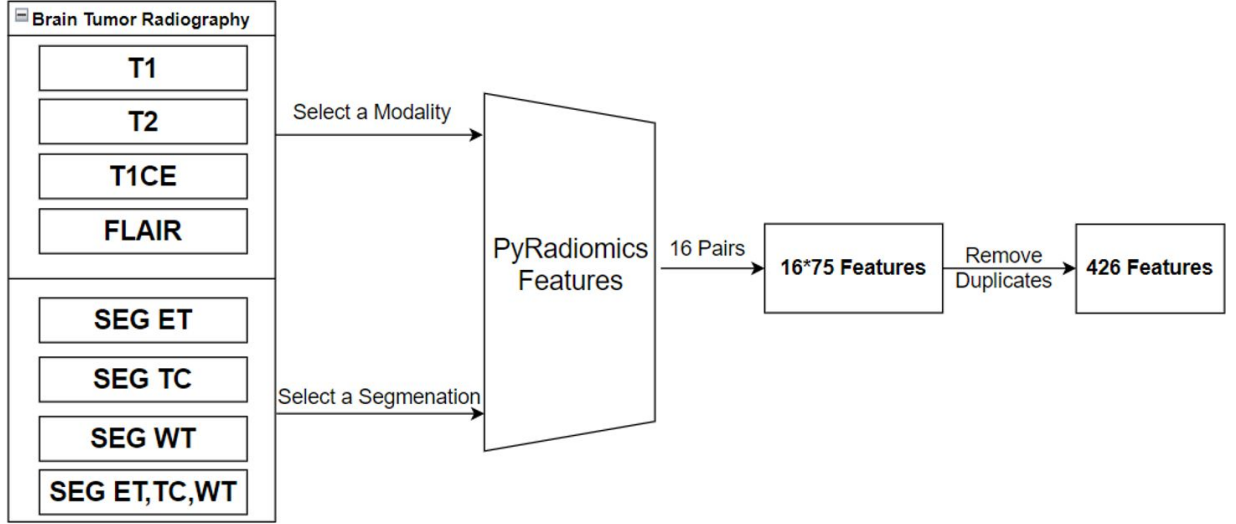 Brain Tumor Radiography
T1
T2
T1CE
FLAIR
SEG ET
SEG TC
SEG WT
SEG ET,TC,WT
Select a Modality
Select a Segmenation
PyRadiomics
Features
16 Pairs
16*75 Features
Remove
Duplicates
426 Features